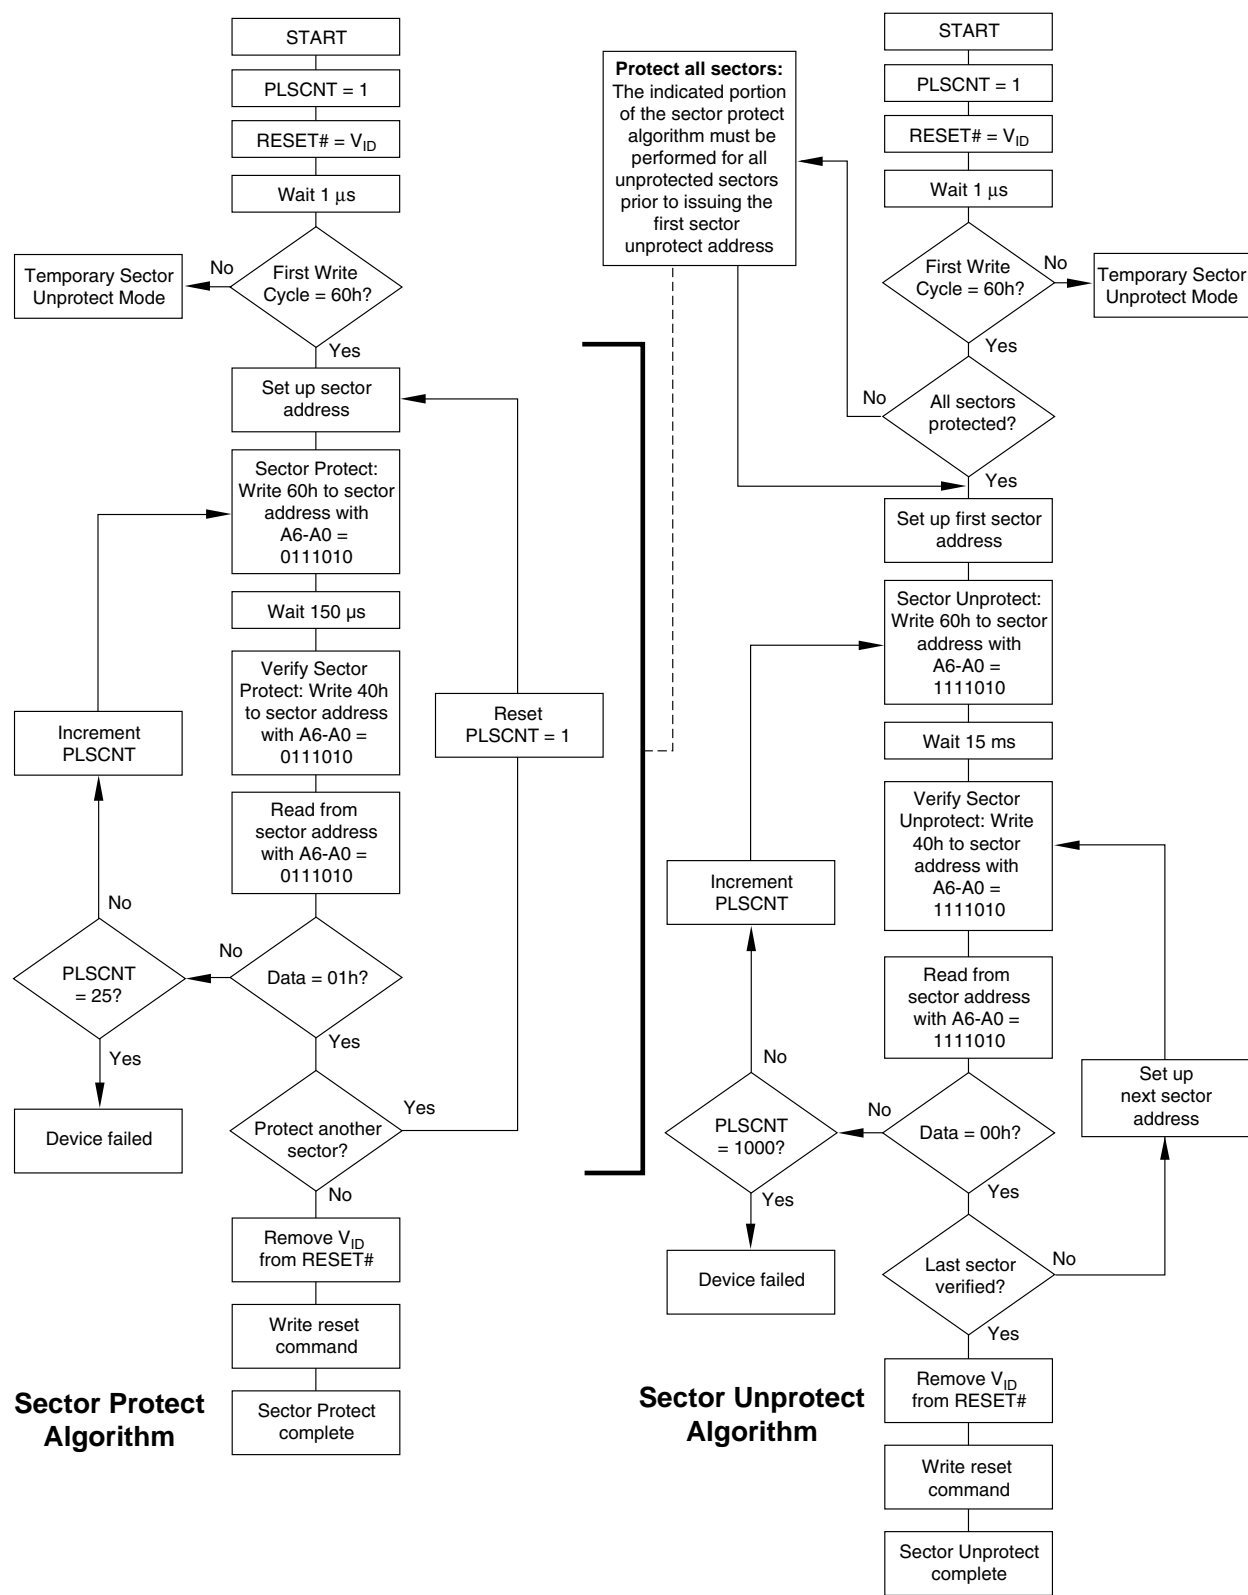 START
PLSCNT = 1
RESET# = VID
Wait 1 μs
First Write
Cycle = 60h?
No
Temporary Sector
Unprotect Mode
Yes
Set up sector
address
Sector Protect:
Write 60h to sector
address with
A6-A0 =
0111010
Wait 150 µs
Verify Sector
Protect: Write 40h
to sector address
with A6-A0 =
0111010
Increment
PLSCNT
Reset
PLSCNT = 1
Read from
sector address
with A6-A0 =
0111010
No
PLSCNT
= 25?
No
Data = 01h?
Yes
Yes
Device failed
Protect another
sector?
Yes
No
Remove VID
from RESET#
Write reset
command
Sector Protect
complete
Sector Protect
Algorithm
Protect all sectors:
The indicated portion
of the sector protect
algorithm must be
performed for all
unprotected sectors
prior to issuing the
first sector
unprotect address
START
PLSCNT = 1
RESET# = VID
Wait 1 μs
First Write
Cycle = 60h?
No
Temporary Sector
Unprotect Mode
Yes
No
All sectors
protected?
Yes
Set up first sector
address
Sector Unprotect:
Write 60h to sector
address with
A6-A0 =
1111010
Wait 15 ms
Verify Sector
Unprotect: Write
40h to sector
address with
A6-A0 =
1111010
Increment
PLSCNT
Read from
sector address
with A6-A0 =
1111010
No
PLSCNT
= 1000?
No
Data = 00h?
Set up
next sector
address
Yes
Yes
Device failed
Last sector
verified?
No
Yes
Remove VID
from RESET#
Write reset
command
Sector Unprotect
complete
Sector Unprotect
Algorithm